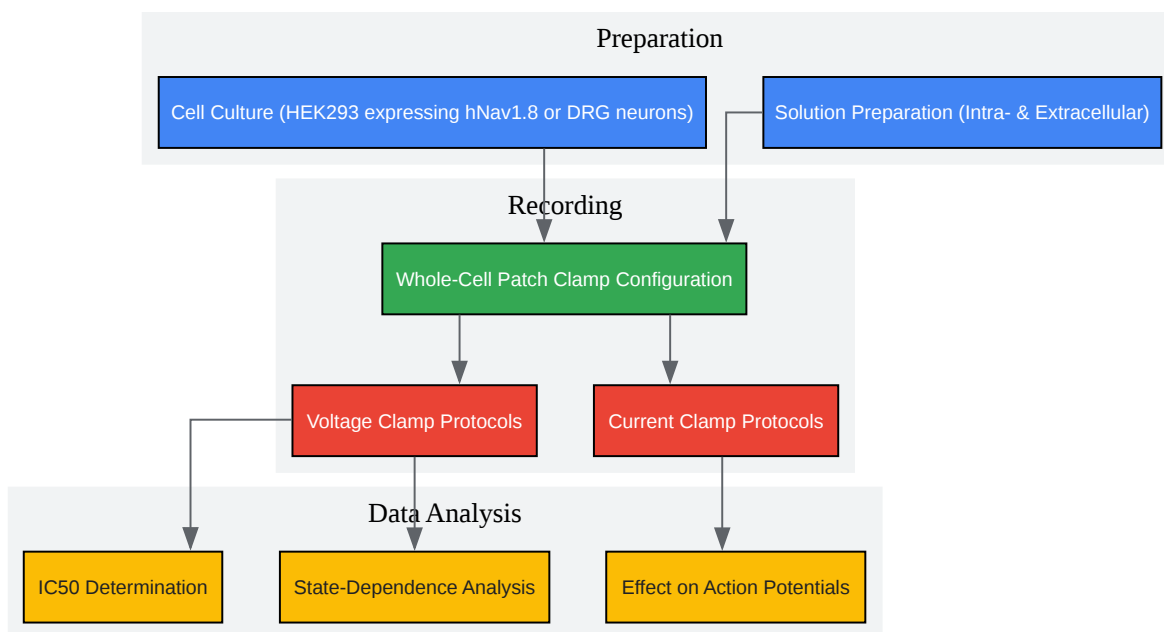 Preparation
Cell Culture (HEK293 expressing hNav1.8 or DRG neurons)
Solution Preparation (Intra- & Extracellular)
Recording
Whole-Cell Patch Clamp Configuration
Voltage Clamp Protocols
Current Clamp Protocols
Data Analysis
IC50 Determination
State-Dependence Analysis
Effect on Action Potentials